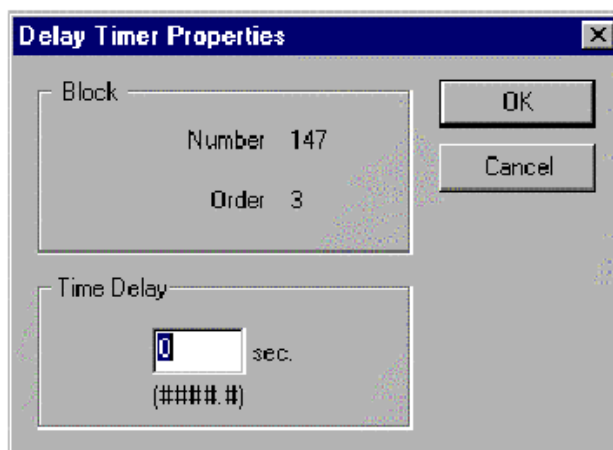 Delay Timer Properties
Block
Number 147
Order 3
OK
Cancel
Time Delay
0 sec.
(####.#)